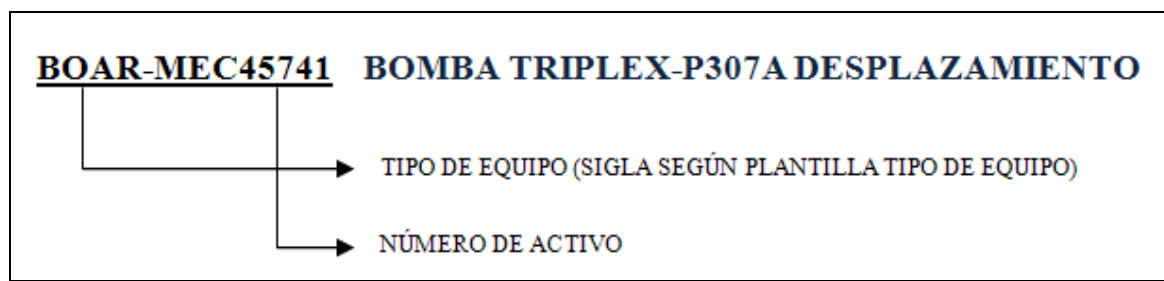 BOAR-MEC45741 BOMBA TRIPLEX-P307A DESPLAZAMIENTO
TIPO DE EQUIPO (SIGLA SEGÚN PLANTILLA TIPO DE EQUIPO)
NÚMERO DE ACTIVO